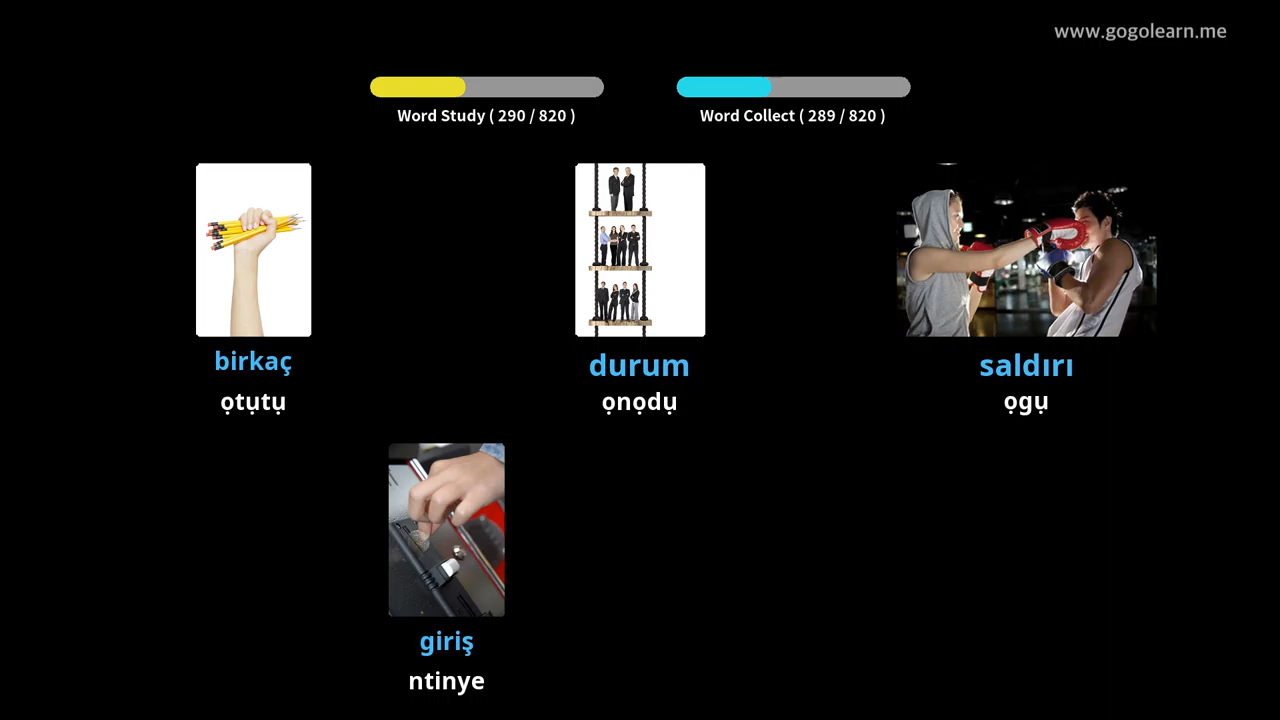 www.gogolearn.me
Word Study ( 290 / 820 )
Word Collect ( 289 / 820 )
birkaç
ọtụtụ
durum
ọnọdụ
saldırı
ọgụ
giriş
ntinye